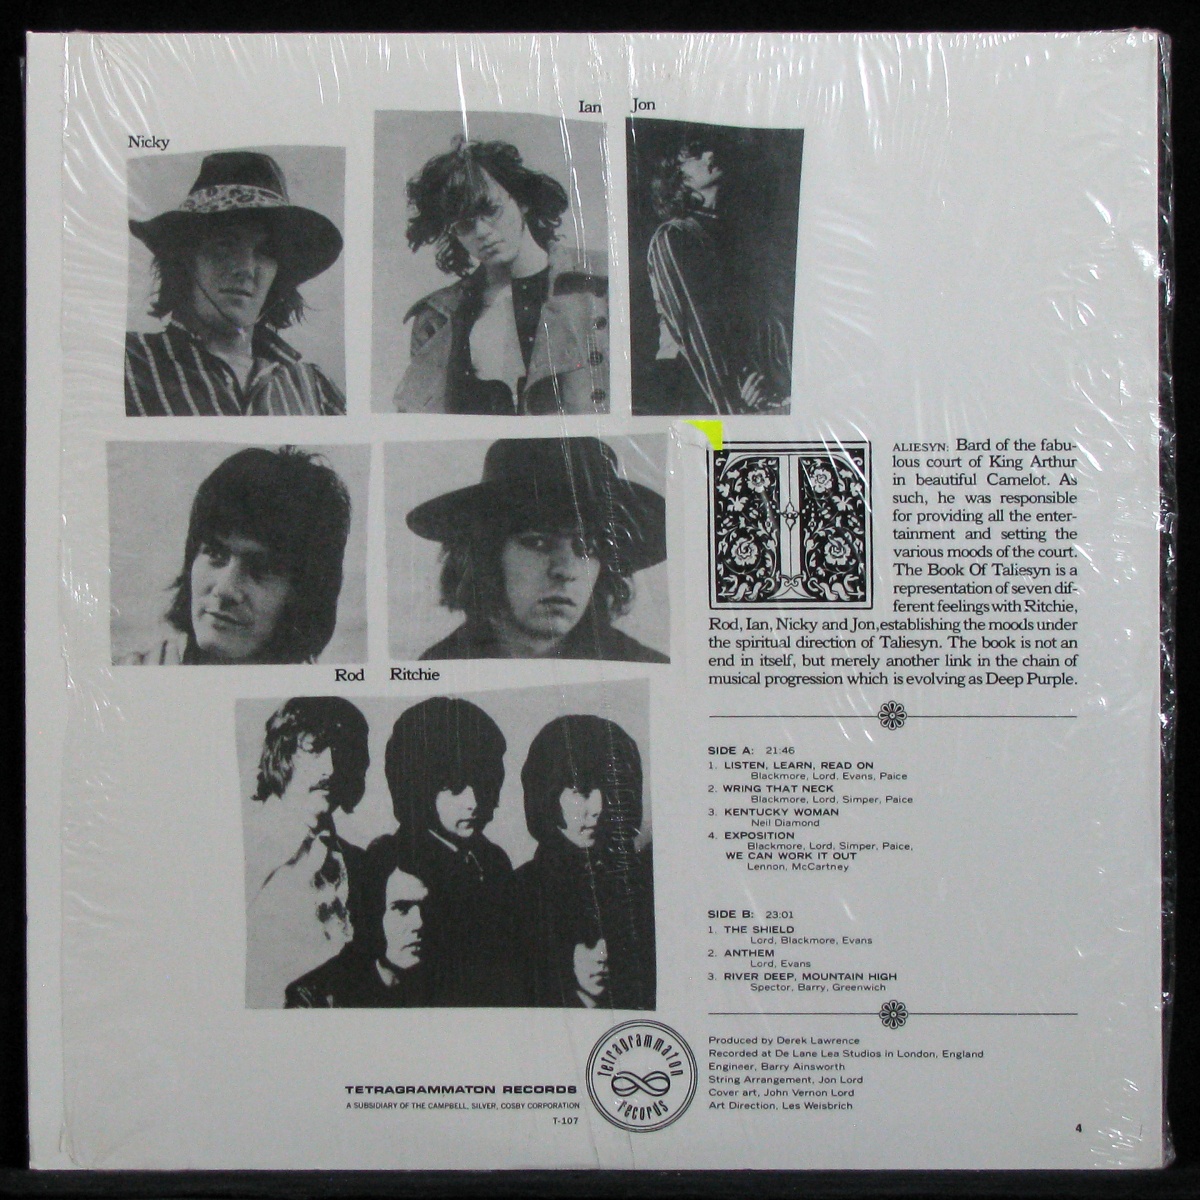 Nicky
Ian
Jon
Rod
Ritchie
T
ALIESYN: Bard of the fabu-
lous court of King Arthur
in beautiful Camelot. As
such, he was responsible
for providing all the enter-
tainment and setting the
various moods of the court.
The Book Of Taliesyn is a
representation of seven dif-
ferent feelings with Ritchie,
Rod, Ian, Nicky and Jon, establishing the moods under
the spiritual direction of Taliesyn. The book is not an
end in itself, but merely another link in the chain of
musical progression which is evolving as Deep Purple.
SIDE A: 21:46
1. LISTEN, LEARN, READ ON
Blackmore, Lord, Evans, Paice
2. WRING THAT NECK
Blackmore, Lord, Simper, Paice
3. KENTUCKY WOMAN
Neil Diamond
4. EXPOSITION
Blackmore, Lord, Simper, Paice,
WE CAN WORK IT OUT
Lennon, McCartney
SIDE B: 23:01
1. THE SHIELD
Lord, Blackmore, Evans
2. ANTHEM
Lord, Evans
3. RIVER DEEP, MOUNTAIN HIGH
Spector, Barry, Greenwich
Produced by Derek Lawrence
Recorded at De Lane Lea Studios in London, England
Engineer, Barry Ainsworth
String Arrangement, Jon Lord
Cover art, John Vernon Lord
Art Direction, Les Weisbrich
TETRAGRAMMATON RECORDS
A SUBSIDIARY OF THE CAMPBELL, SILVER, COSBY CORPORATION
T-107
tetragrammaton
records
4